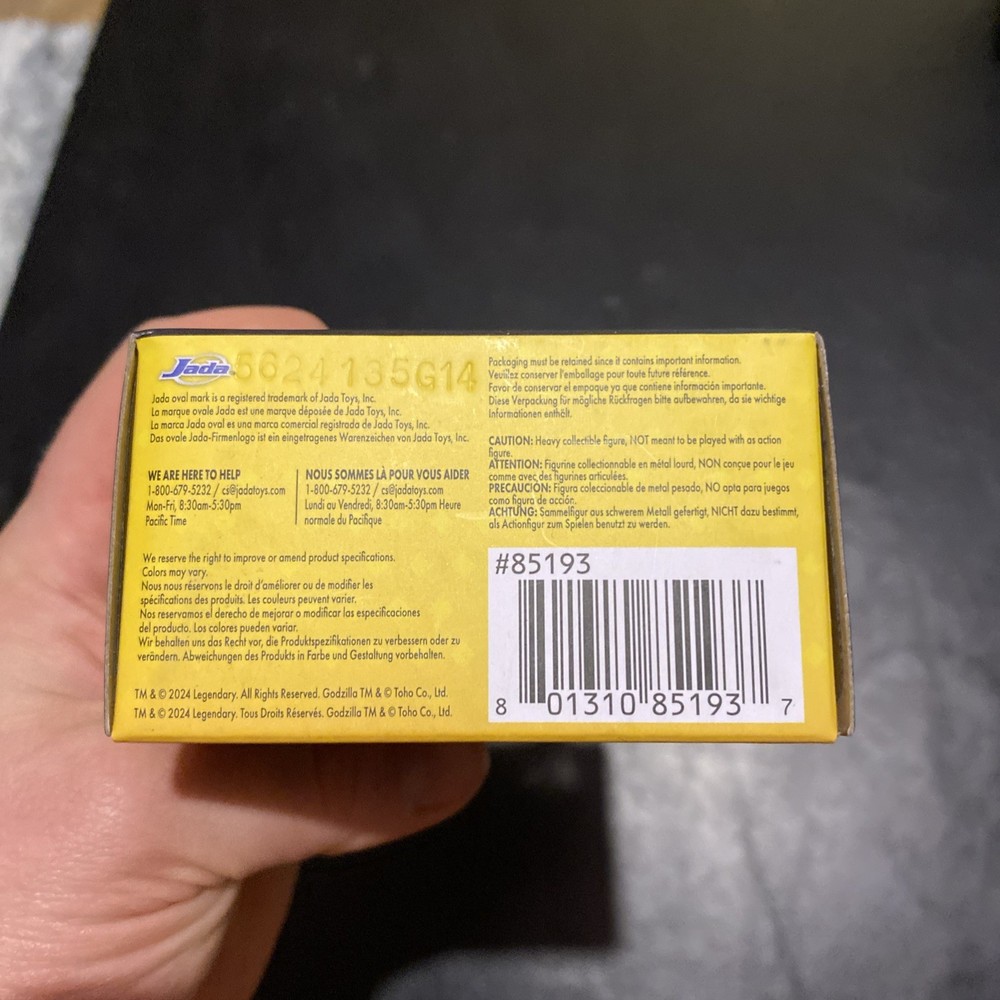 Jada
135G14
Jada oval mark is a registered trademark of Jada Toys, Inc.
La marque ovale Jada est une marque déposée de Jada Toys, Inc.
La marca Jada oval es una marca comercial registrada de Jada Toys, Inc.
Das ovale Jada-Firmenlogo ist ein eingetragenes Warenzeichen von Jada Toys, Inc.
WE ARE HERE TO HELP
1-800-679-5232 / cs@jadatoys.com
Mon-Fri, 8:30am-5:30pm
Pacific Time
NOUS SOMMES LÀ POUR VOUS AIDER
1-800-679-5232 / cs@jadatoys.com
Lundi au Vendredi, 8:30am-5:30pm Heure
normale du Pacifique
We reserve the right to improve or amend product specifications.
Colors may vary.
Nous nous réservons le droit d'améliorer ou de modifier les
spécifications des produits. Les couleurs peuvent varier.
Nos reservamos el derecho de mejorar o modificar las especificaciones
del producto. Los colores pueden variar.
Wir behalten uns das Recht vor, die Produktspezifikationen zu verbessern oder zu
verändern. Abweichungen des Produkts in Farbe und Gestaltung vorbehalten.
TM & © 2024 Legendary. All Rights Reserved. Godzilla TM & © Toho Co., Ltd.
TM & © 2024 Legendary. Tous Droits Réservés. Godzilla TM & © Toho Co., Ltd.
Packaging must be retained since it contains important information.
Veuillez conserver l'emballage pour toute future référence.
Favor de conservar el empaque ya que contiene información importante.
Diese Verpackung für mögliche Rückfragen bitte aufbewahren, da sie wichtige
Informationen enthält.
CAUTION: Heavy collectible figure, NOT meant to be played with as action
figure.
ATTENTION: Figurine collectionnable en métal lourd, NON conçue pour le jeu
comme avec des figurines articulées.
PRECAUCIÓN: Figura coleccionable de metal pesado, NO apta para juegos
como figura de acción.
ACHTUNG: Sammelfigur aus schwerem Metall gefertigt, NICHT dazu bestimmt,
als Actionfigur zum Spielen benutzt zu werden.
#85193
8 01310 85193 7